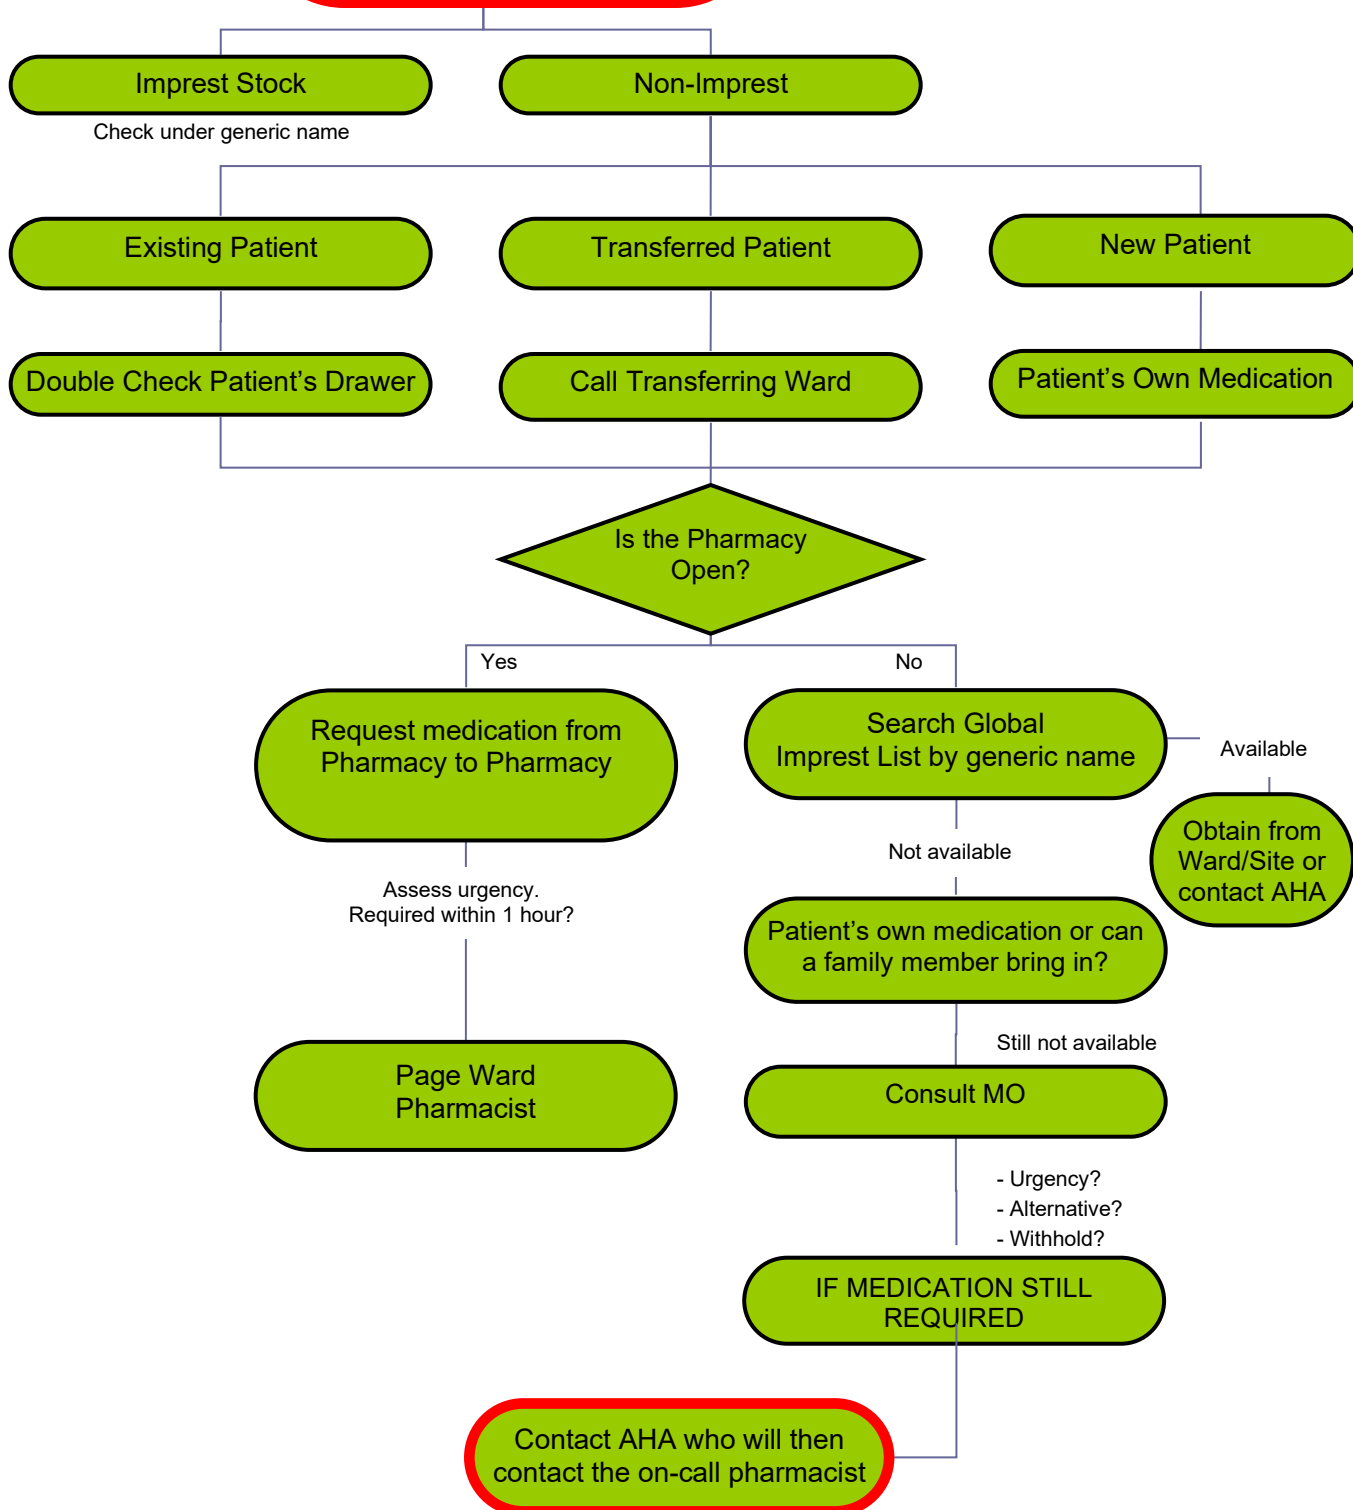 Imprest Stock
Non-Imprest
Check under generic name
Existing Patient
Transferred Patient
New Patient
Double Check Patient's Drawer
Call Transferring Ward
Patient's Own Medication
Is the Pharmacy
Open?
Yes
No
Request medication from
Pharmacy to Pharmacy
Search Global
Imprest List by generic name
Available
Obtain from
Ward/Site or
contact AHA
Not available
Assess urgency.
Required within 1 hour?
Patient's own medication or can
a family member bring in?
Still not available
Page Ward
Pharmacist
Consult MO
- Urgency?
- Alternative?
- Withhold?
IF MEDICATION STILL
REQUIRED
Contact AHA who will then
contact the on-call pharmacist